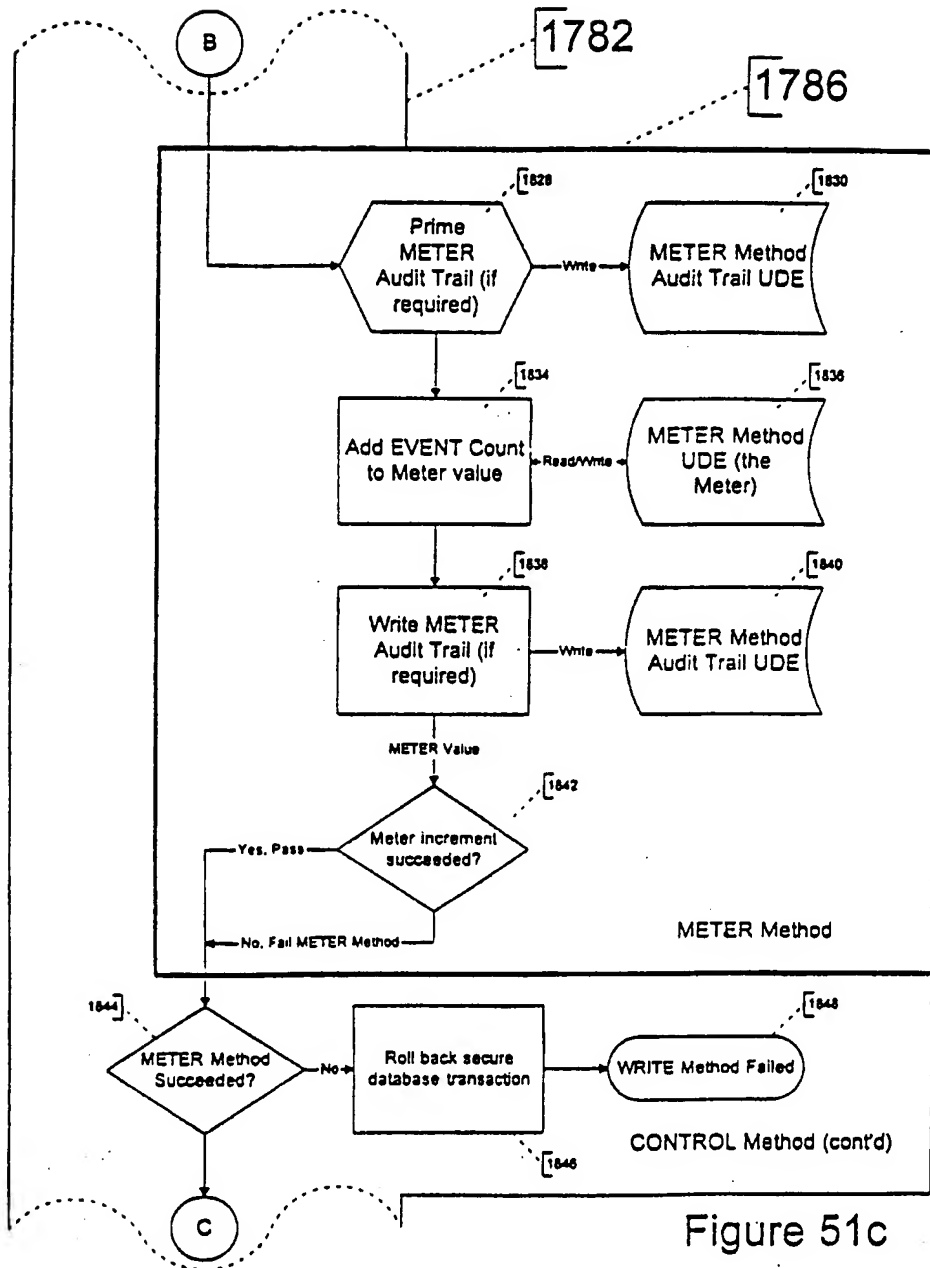 B
1782
1786
1828
Prime
METER
Audit Trail (if
required)
Write
1830
METER Method
Audit Trail UDE
1834
Add EVENT Count
to Meter value
Read/Write
1836
METER Method
UDE (the
Meter)
1838
Write METER
Audit Trail (if
required)
Write
1840
METER Method
Audit Trail UDE
METER Value
1842
Meter increment
succeeded?
Yes, Pass
No, Fail METER Method
METER Method
1844
METER Method
Succeeded?
No
Roll back secure
database transaction
1846
1848
WRITE Method Failed
CONTROL Method (cont'd)
C
Figure 51c